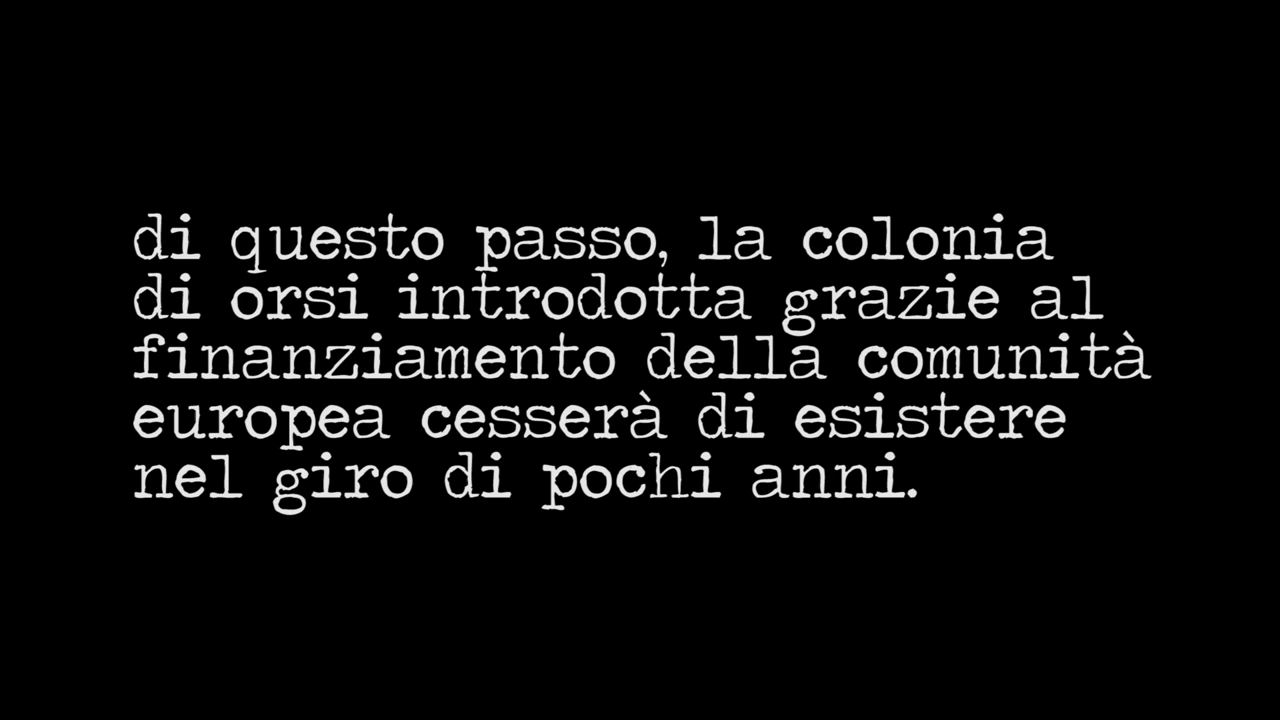 di questo passo, la colonia
di orsi introdotta grazie al
finanziamento della comunità
europea cesserà di esistere
nel giro di pochi anni.